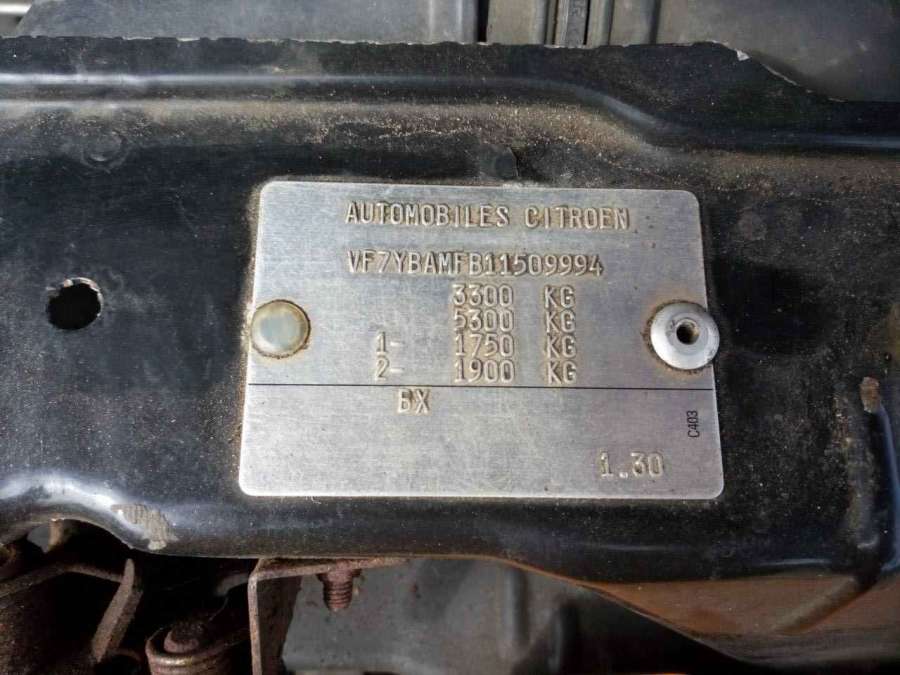 AUTOMOBILES CITROEN
VF7YBAMFB11509994
3300 KG
5300 KG
1- 1750 KG
2- 1900 KG
6X
C403
1.30